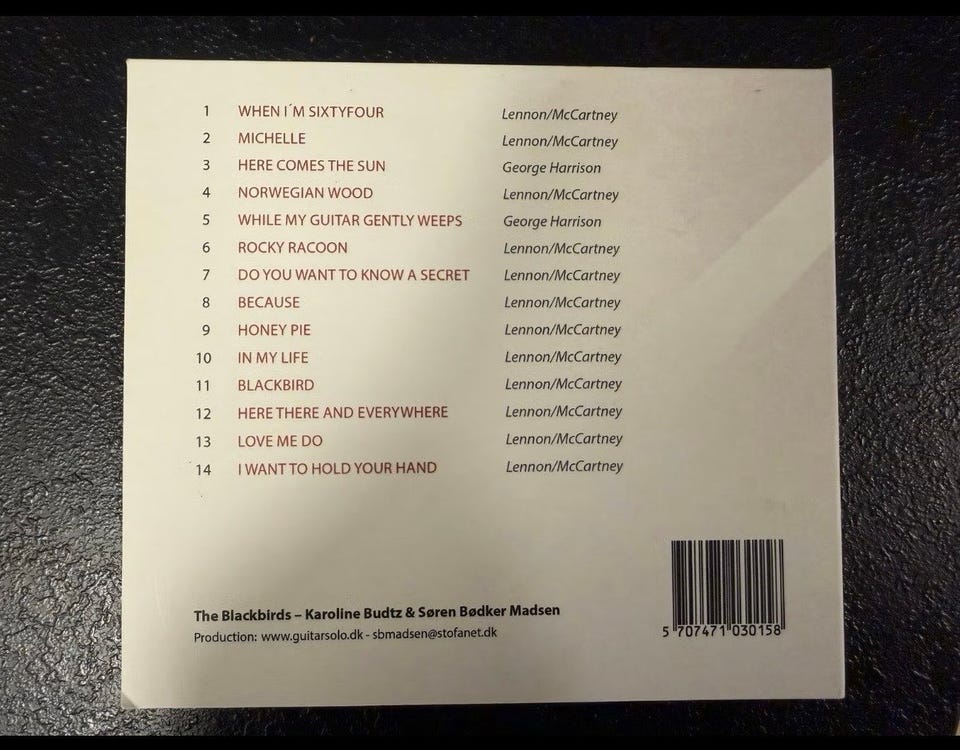 1 WHEN I´M SIXTYFOUR Lennon/McCartney
2 MICHELLE Lennon/McCartney
3 HERE COMES THE SUN George Harrison
4 NORWEGIAN WOOD Lennon/McCartney
5 WHILE MY GUITAR GENTLY WEEPS George Harrison
6 ROCKY RACOON Lennon/McCartney
7 DO YOU WANT TO KNOW A SECRET Lennon/McCartney
8 BECAUSE Lennon/McCartney
9 HONEY PIE Lennon/McCartney
10 IN MY LIFE Lennon/McCartney
11 BLACKBIRD Lennon/McCartney
12 HERE THERE AND EVERYWHERE Lennon/McCartney
13 LOVE ME DO Lennon/McCartney
14 I WANT TO HOLD YOUR HAND Lennon/McCartney
The Blackbirds – Karoline Budtz & Søren Bødker Madsen
Production: www.guitarsolo.dk - sbmadsen@stofanet.dk
5 707471 030158